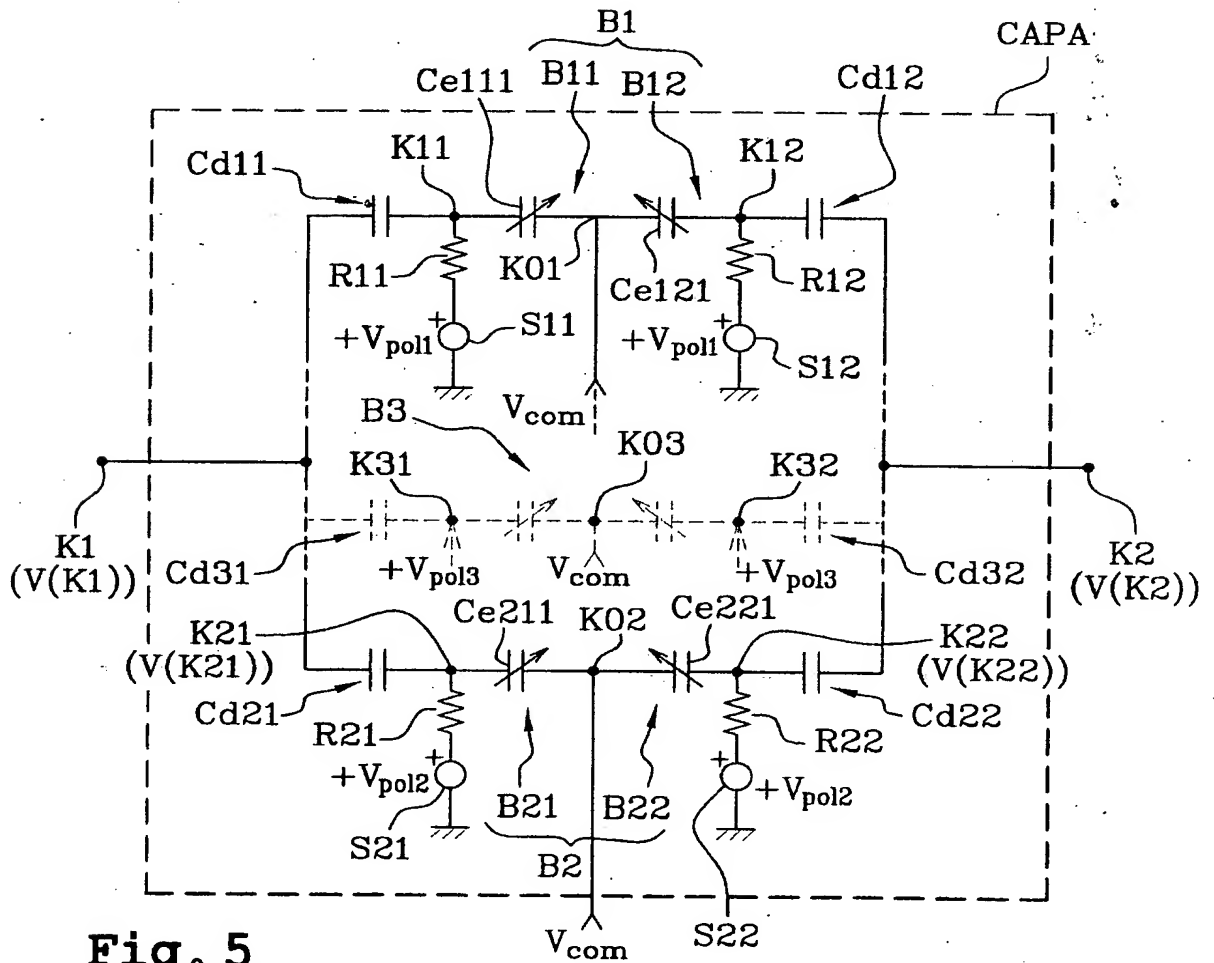 B1
CAPA
Ce111
B11
B12
Cd12
Cd11
K11
K12
R11
K01
Ce121
R12
+Vpol1
+
S11
+Vpol1
+
S12
Vcom
B3
K31
K03
K32
K1
(V(K1))
Cd31
+Vpol3
Vcom
+Vpol3
Cd32
K2
(V(K2))
K21
(V(K21))
Ce211
K02
Ce221
K22
(V(K22))
Cd21
R21
R22
Cd22
+Vpol2
+
+
+Vpol2
S21
B21
B22
B2
S22
Vcom
Fig. 5